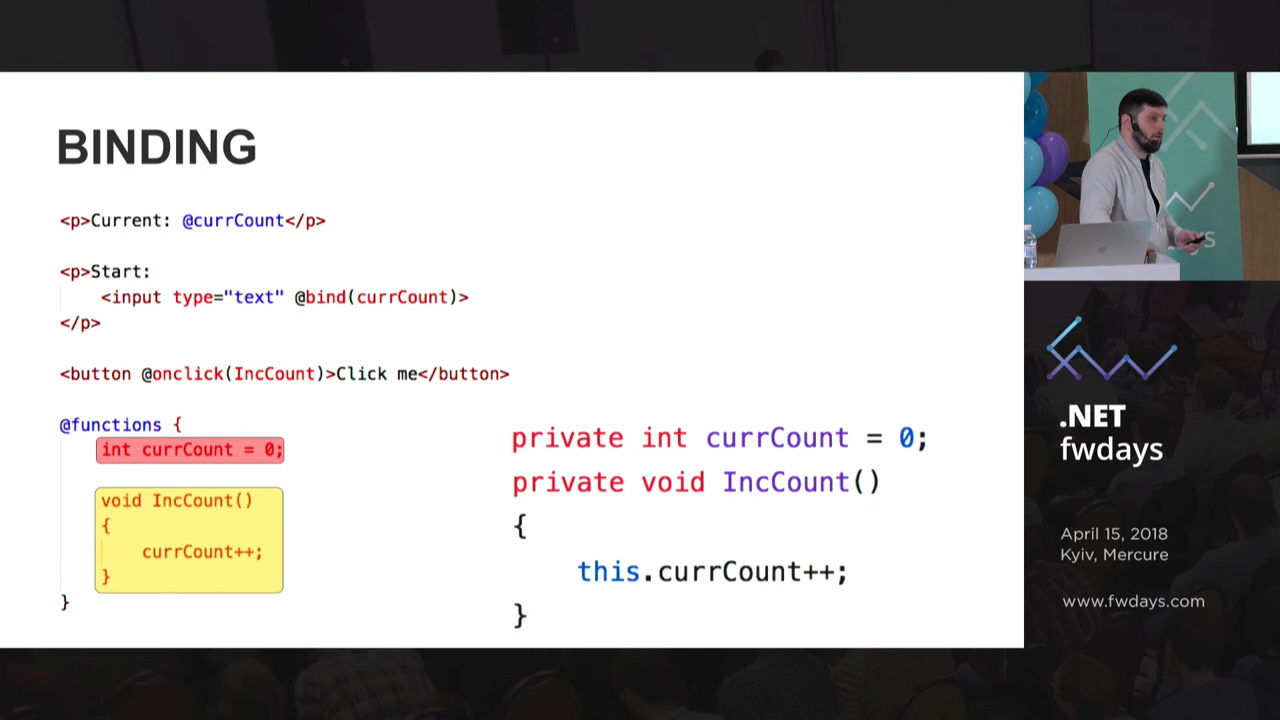 BINDING
<p>Current: @currCount</p>
<p>Start:
<input type="text" @bind(currCount)>
</p>
<button @onclick(IncCount)>Click me</button>
@functions {
int currCount = 0;
void IncCount()
{
currCount++;
}
}
private int currCount = 0;
private void IncCount()
{
this.currCount++;
}
.NET
fwdays
April 15, 2018
Kyiv, Mercure
www.fwdays.com